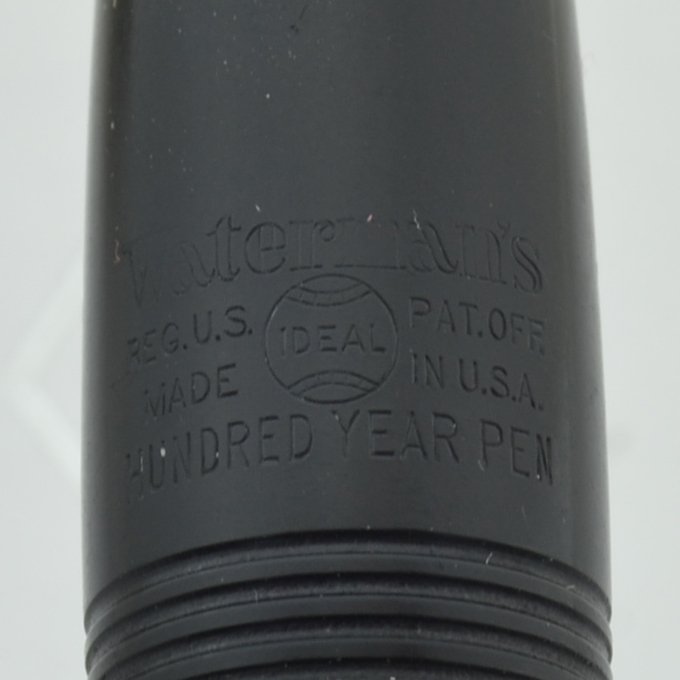 Waterman's
REG. U.S. IDEAL PAT. OFF.
MADE IN U.S.A.
HUNDRED YEAR PEN